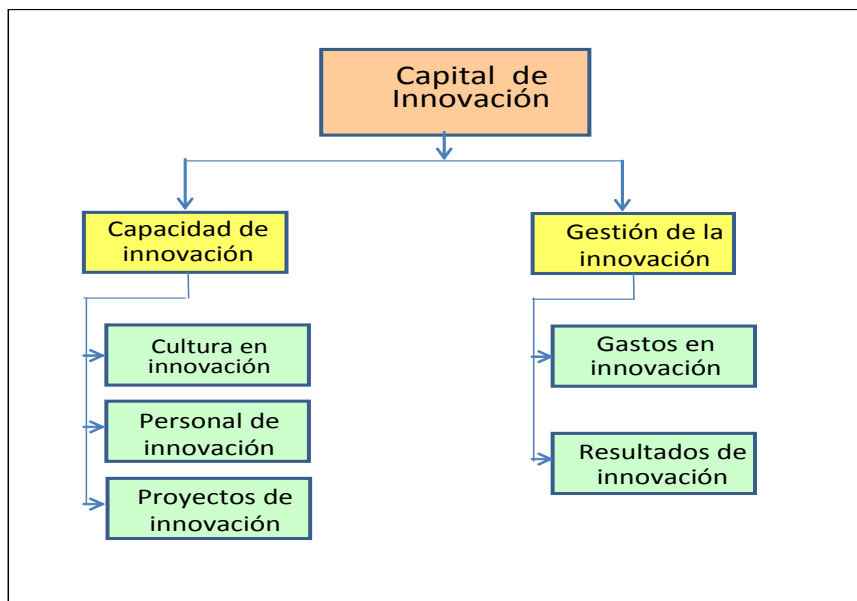 Capital de
Innovación
Capacidad de
innovación
Gestión de la
innovación
Cultura en
innovación
Personal de
innovación
Proyectos de
innovación
Gastos en
innovación
Resultados de
innovación